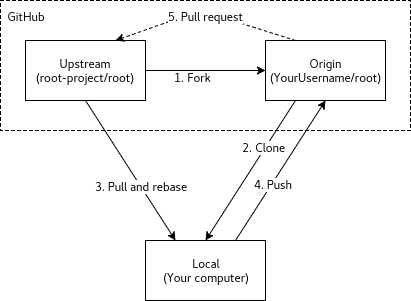 GitHub
5. Pull request
Upstream
(root-project/root)
Origin
(YourUsername/root)
1. Fork
2. Clone
3. Pull and rebase
4. Push
Local
(Your computer)